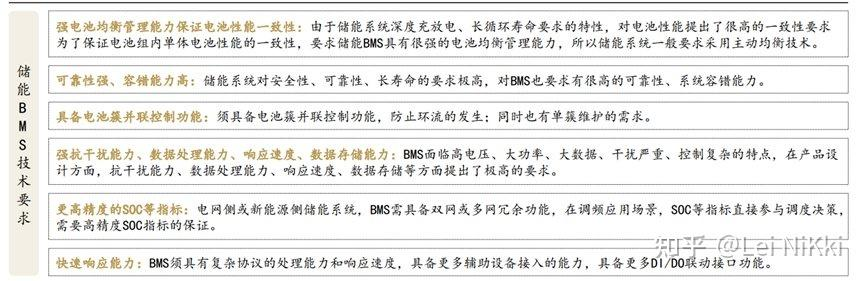 储能BMS技术要求
强电池均衡管理能力保证电池性能一致性：由于储能系统深度充放电、长循环寿命要求的特性，对电池性能提出了很高的一致性要求
为了保证电池组内单体电池性能的一致性，要求储能BMS具有很强的电池均衡管理能力，所以储能系统一般要求采用主动均衡技术。
可靠性强、容错能力高：储能系统对安全性、可靠性、长寿命的要求极高，对BMS也要求有很高的可靠性、系统容错能力。
具备电池簇并联控制功能：须具备电池簇并联控制功能，防止环流的发生；同时也有单簇维护的需求。
强抗干扰能力、数据处理能力、响应速度、数据存储能力：BMS面临高电压、大功率、大数据、干扰严重、控制复杂的特点，在产品设
计方面，抗干扰能力、数据处理能力、响应速度、数据存储等方面提出了极高的要求。
更高精度的SOC等指标：电网侧或新能源侧储能系统，BMS需具备双网或多网冗余功能，在调频应用场景，SOC等指标直接参与调度决策，
需要高精度SOC指标的保证。
快速响应能力：BMS须具有复杂协议的处理能力和响应速度，具备更多辅助设备接入的能力，具备更多DI/DO联动接口功能。
知乎 @Lei NiKki